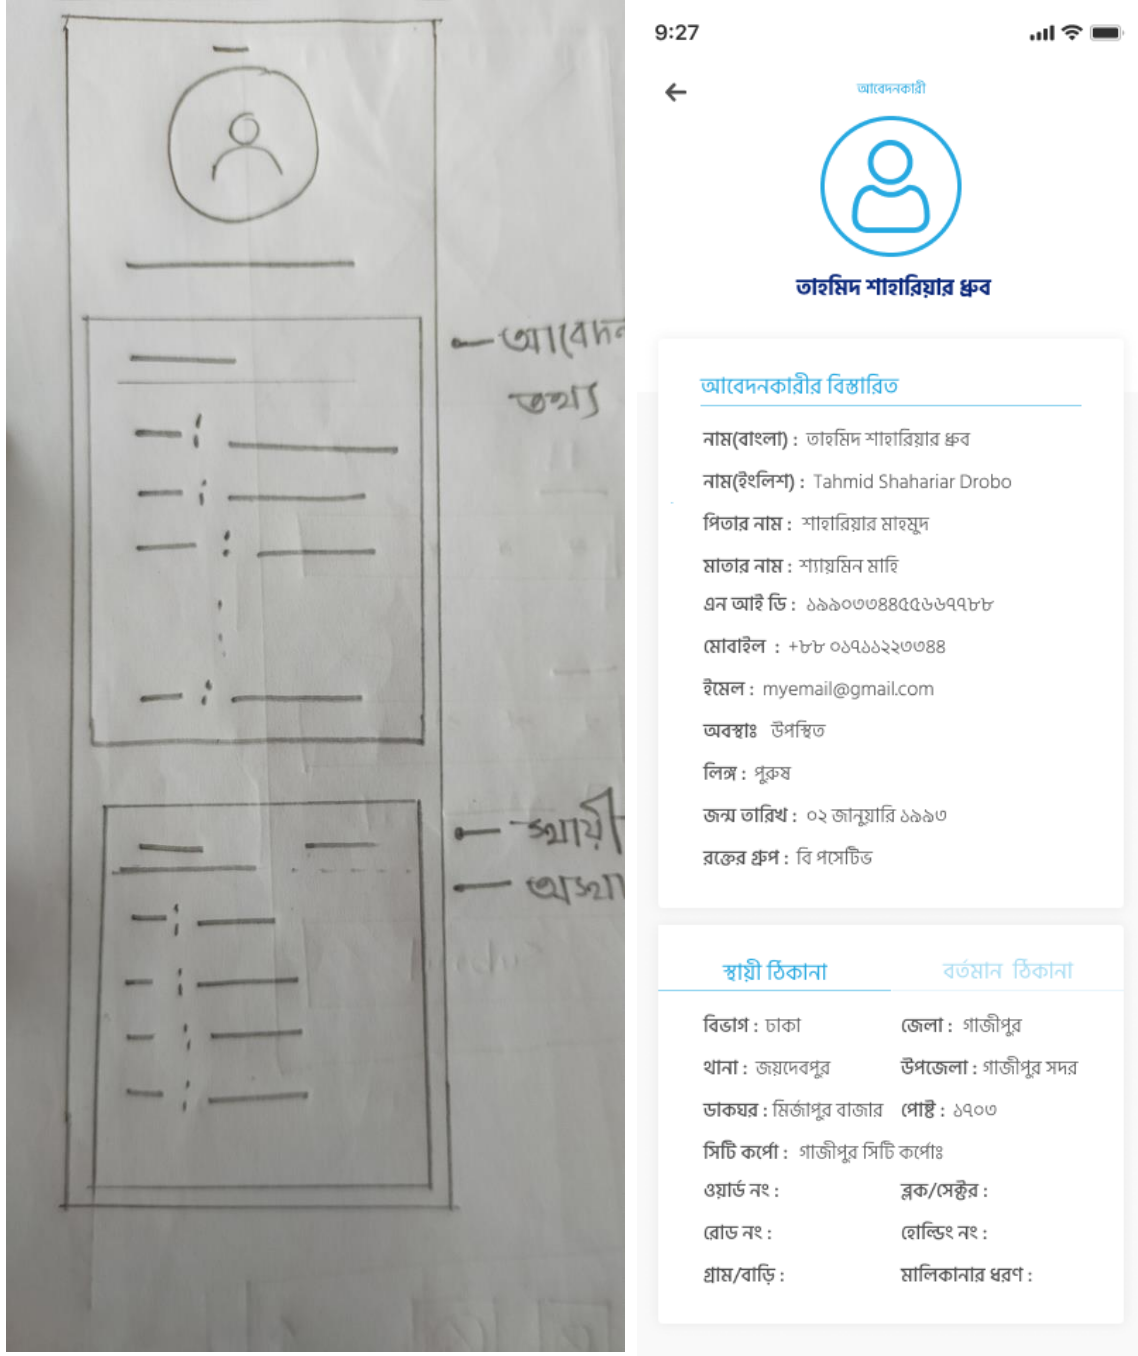 আবেদন
তথ্য
স্থায়ী
9:27
আবেদনকারী
তাহমিদ শাহারিয়ার ধ্রুব
আবেদনকারীর বিস্তারিত
নাম(বাংলা) : তাহমিদ শাহারিয়ার ধ্রুব
নাম(ইংলিশ) : Tahmid Shahariar Drobo
পিতার নাম : শাহারিয়ার মাহমুদ
মাতার নাম : শ্যায়মিন মাহি
এন আই ডি : ১৯৯০৩৩৪৪৫৫৬৬৭৭৮৮
মোবাইল : +৮৮ ০১৭১১২২৩৩৪৪
ইমেল : myemail@gmail.com
অবস্থাঃ উপস্থিত
লিঙ্গ : পুরুষ
জন্ম তারিখ : ০২ জানুয়ারি ১৯৯৩
রক্তের গ্রুপ : বি পসেটিভ
স্থায়ী ঠিকানা বর্তমান ঠিকানা
বিভাগ : ঢাকা জেলা : গাজীপুর
থানা : জয়দেবপুর উপজেলা : গাজীপুর সদর
ডাকঘর : মির্জাপুর বাজার পোষ্ট : ১৭০৩
সিটি কর্পো : গাজীপুর সিটি কর্পোঃ
ওয়ার্ড নং : ব্লক/সেক্টর :
রোড নং : হোল্ডিং নং :
গ্রাম/বাড়ি : মালিকানার ধরণ :